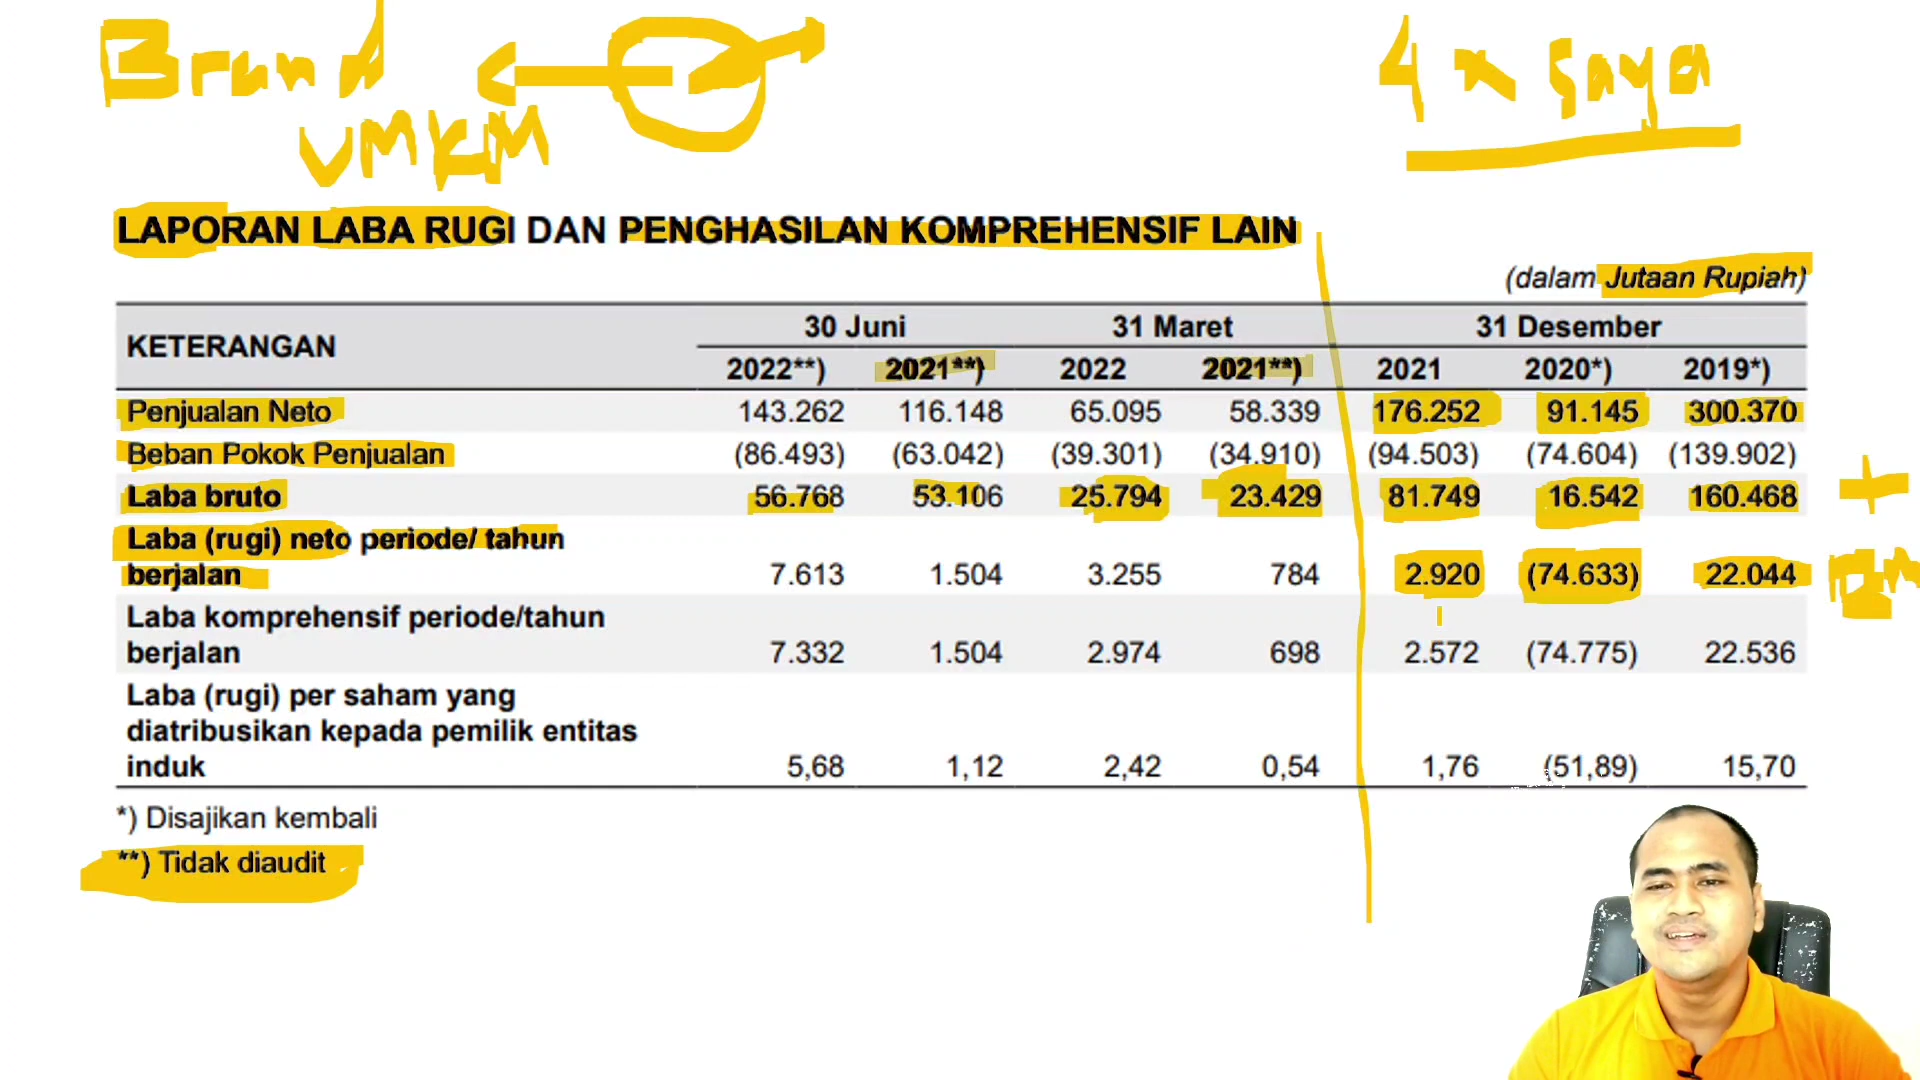 Brand
UMKM
4 x Saya
LAPORAN LABA RUGI DAN PENGHASILAN KOMPREHENSIF LAIN
(dalam Jutaan Rupiah)
KETERANGAN 30 Juni 31 Maret 31 Desember
2022**) 2021**) 2022 2021**) 2021 2020*) 2019*)
Penjualan Neto 143.262 116.148 65.095 58.339 176.252 91.145 300.370
Beban Pokok Penjualan (86.493) (63.042) (39.301) (34.910) (94.503) (74.604) (139.902)
Laba bruto 56.768 53.106 25.794 23.429 81.749 16.542 160.468
Laba (rugi) neto periode/ tahun
berjalan 7.613 1.504 3.255 784 2.920 (74.633) 22.044
Laba komprehensif periode/tahun
berjalan 7.332 1.504 2.974 698 2.572 (74.775) 22.536
Laba (rugi) per saham yang
diatribusikan kepada pemilik entitas
induk 5,68 1,12 2,42 0,54 1,76 (51,89) 15,70
*) Disajikan kembali
**) Tidak diaudit